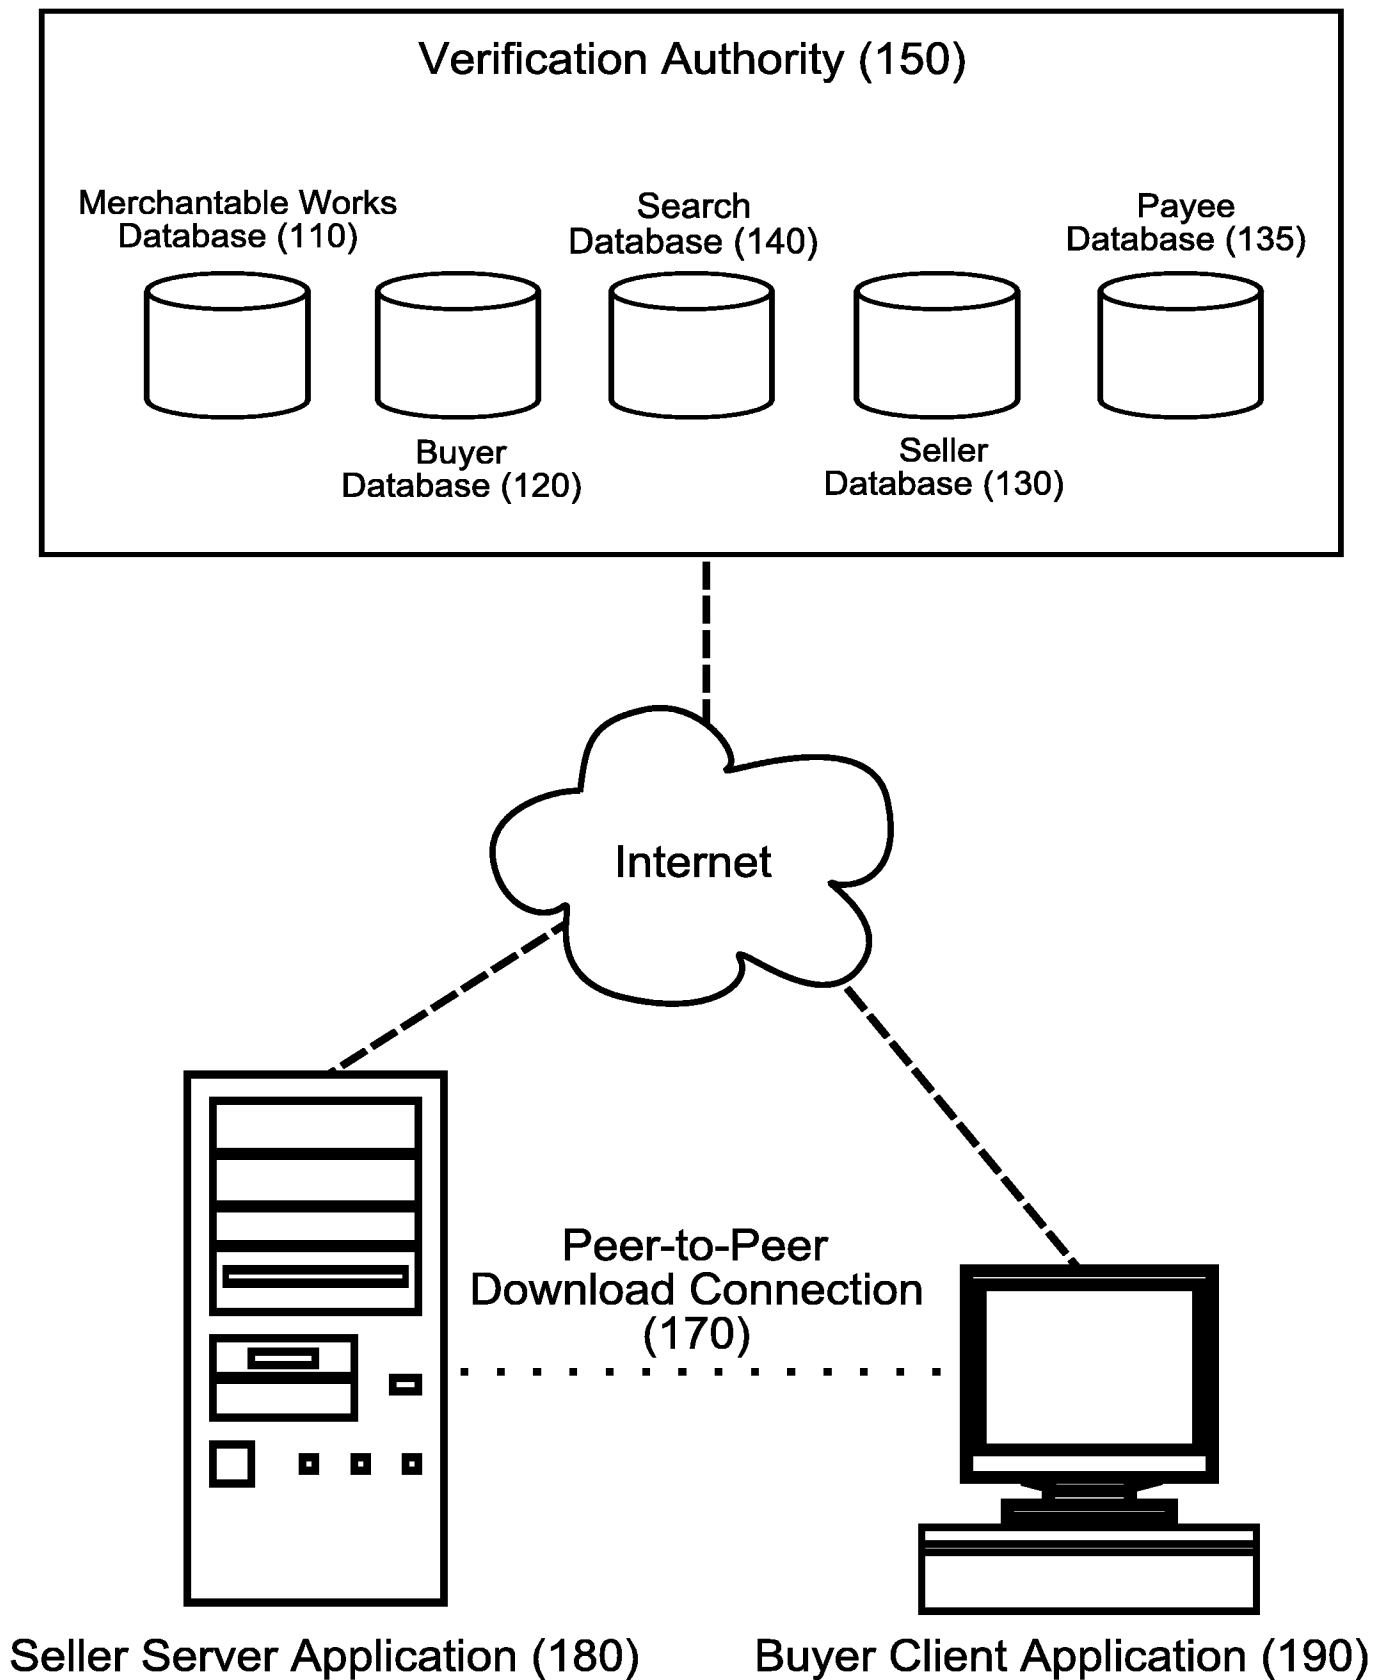 Verification Authority (150)
Merchantable Works
Database (110)
Search
Database (140)
Payee
Database (135)
Buyer
Database (120)
Seller
Database (130)
Internet
Peer-to-Peer
Download Connection
(170)
Seller Server Application (180)
Buyer Client Application (190)